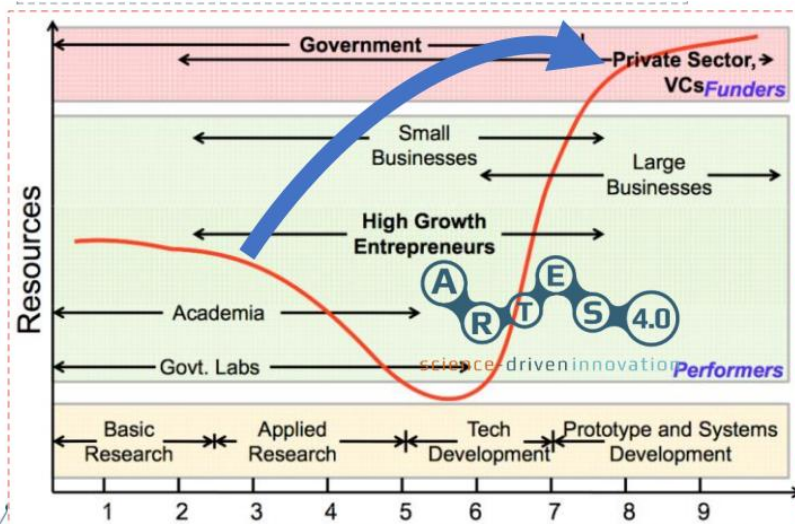 Government
Private Sector,
VCs
Funders
Small
Businesses
Large
Businesses
High Growth
Entrepreneurs
Resources
A R T E S 4.0
science-driveninnovation
Academia
Govt. Labs
Performers
Basic
Research
Applied
Research
Tech
Development
Prototype and Systems
Development
1 2 3 4 5 6 7 8 9